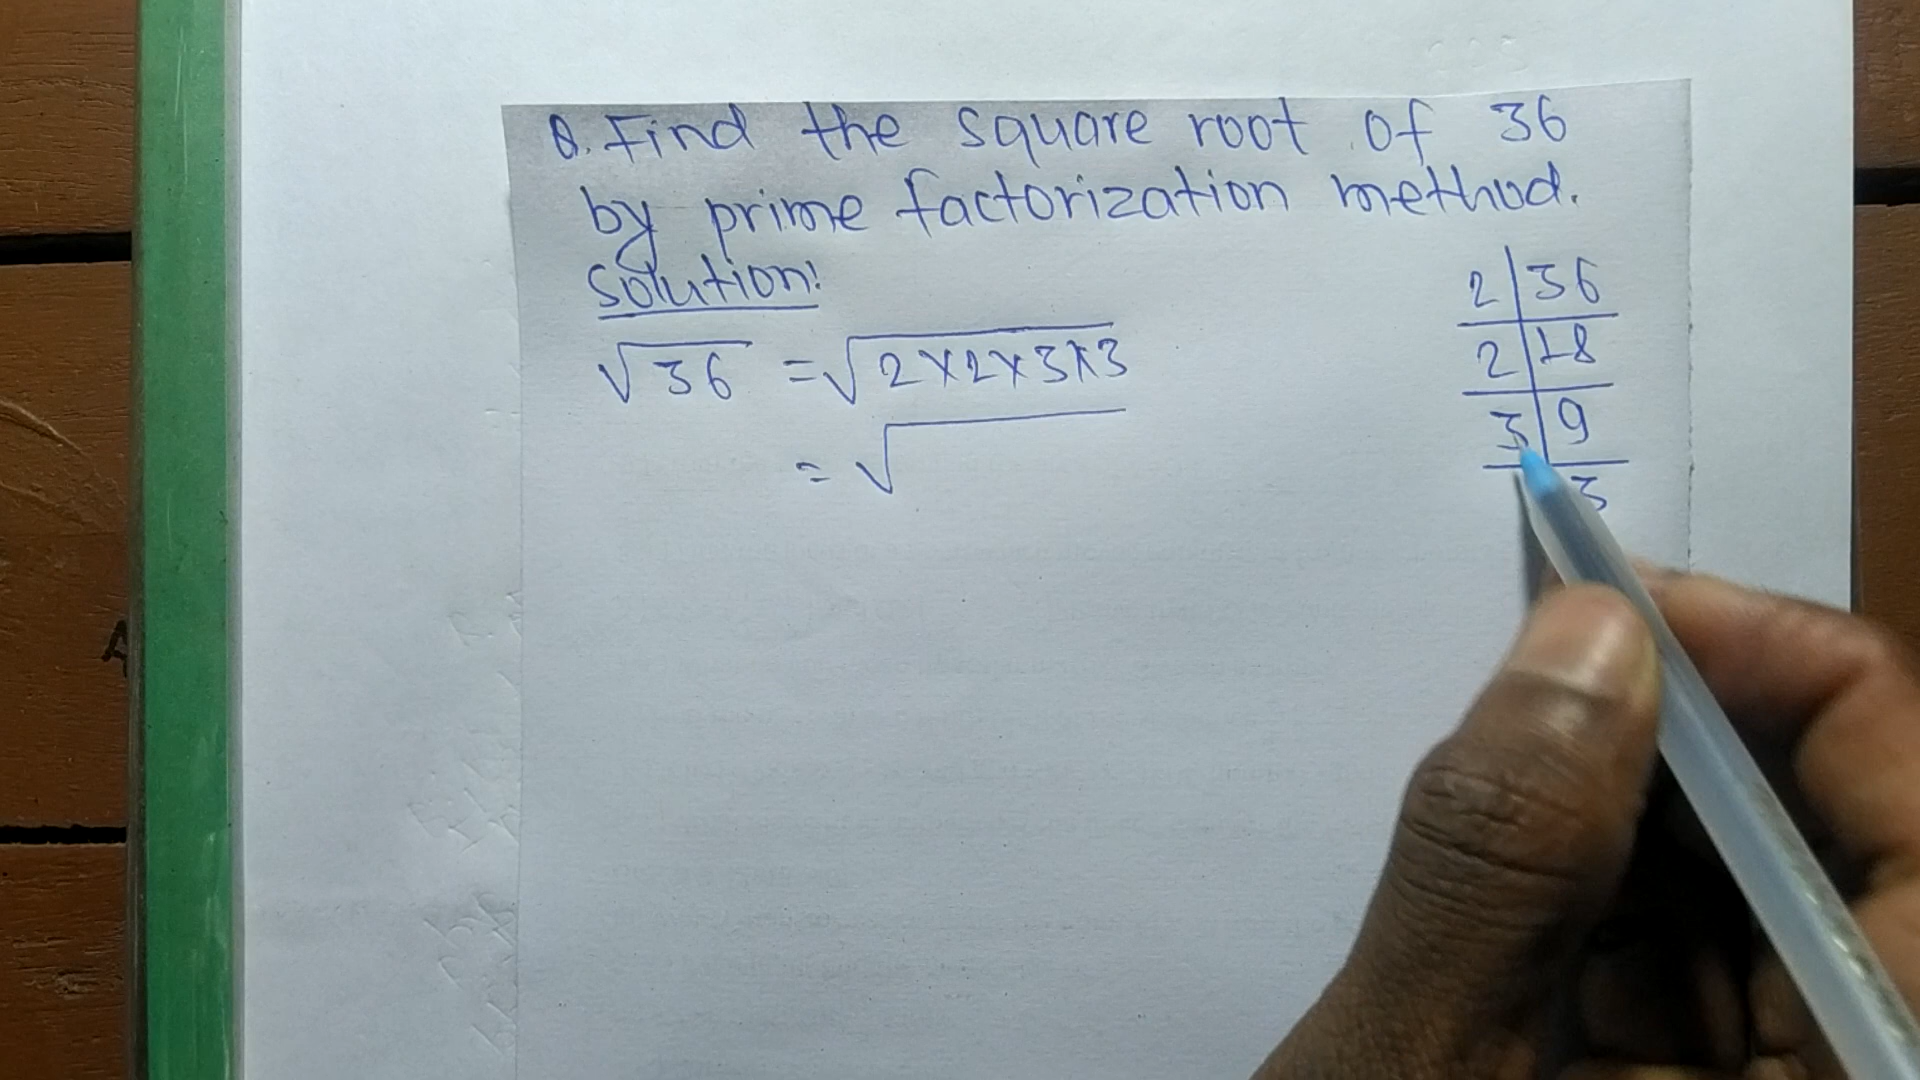 Q. Find the square root of 36
by prime factorization method.
Solution:
√36 = √2×2×3×3
= √
2 | 36
2 | 18
3 | 9
3